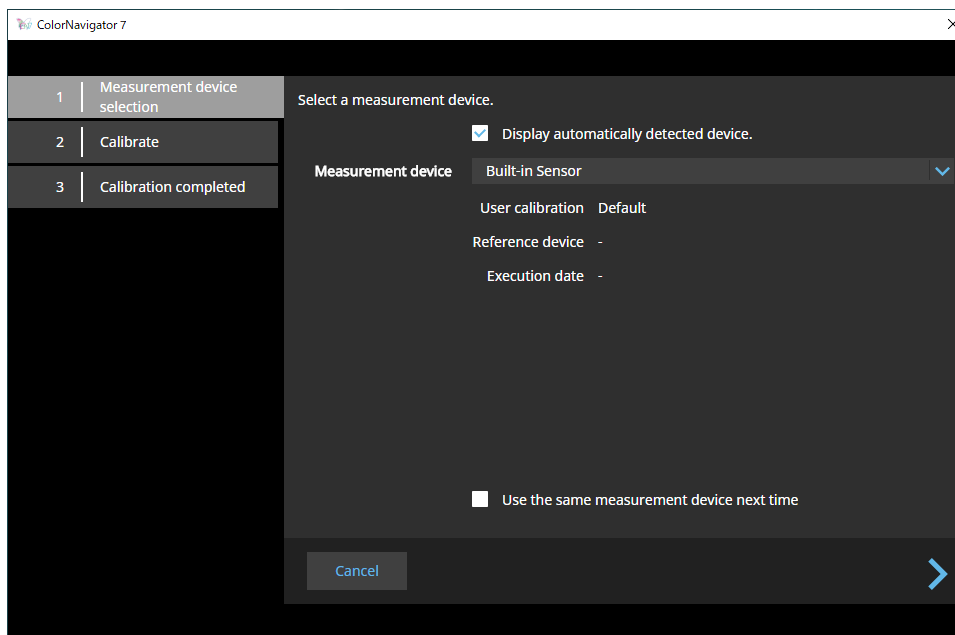 ColorNavigator 7
1 Measurement device
selection
2 Calibrate
3 Calibration completed
Select a measurement device.
Display automatically detected device.
Measurement device Built-in Sensor
User calibration Default
Reference device -
Execution date -
Use the same measurement device next time
Cancel